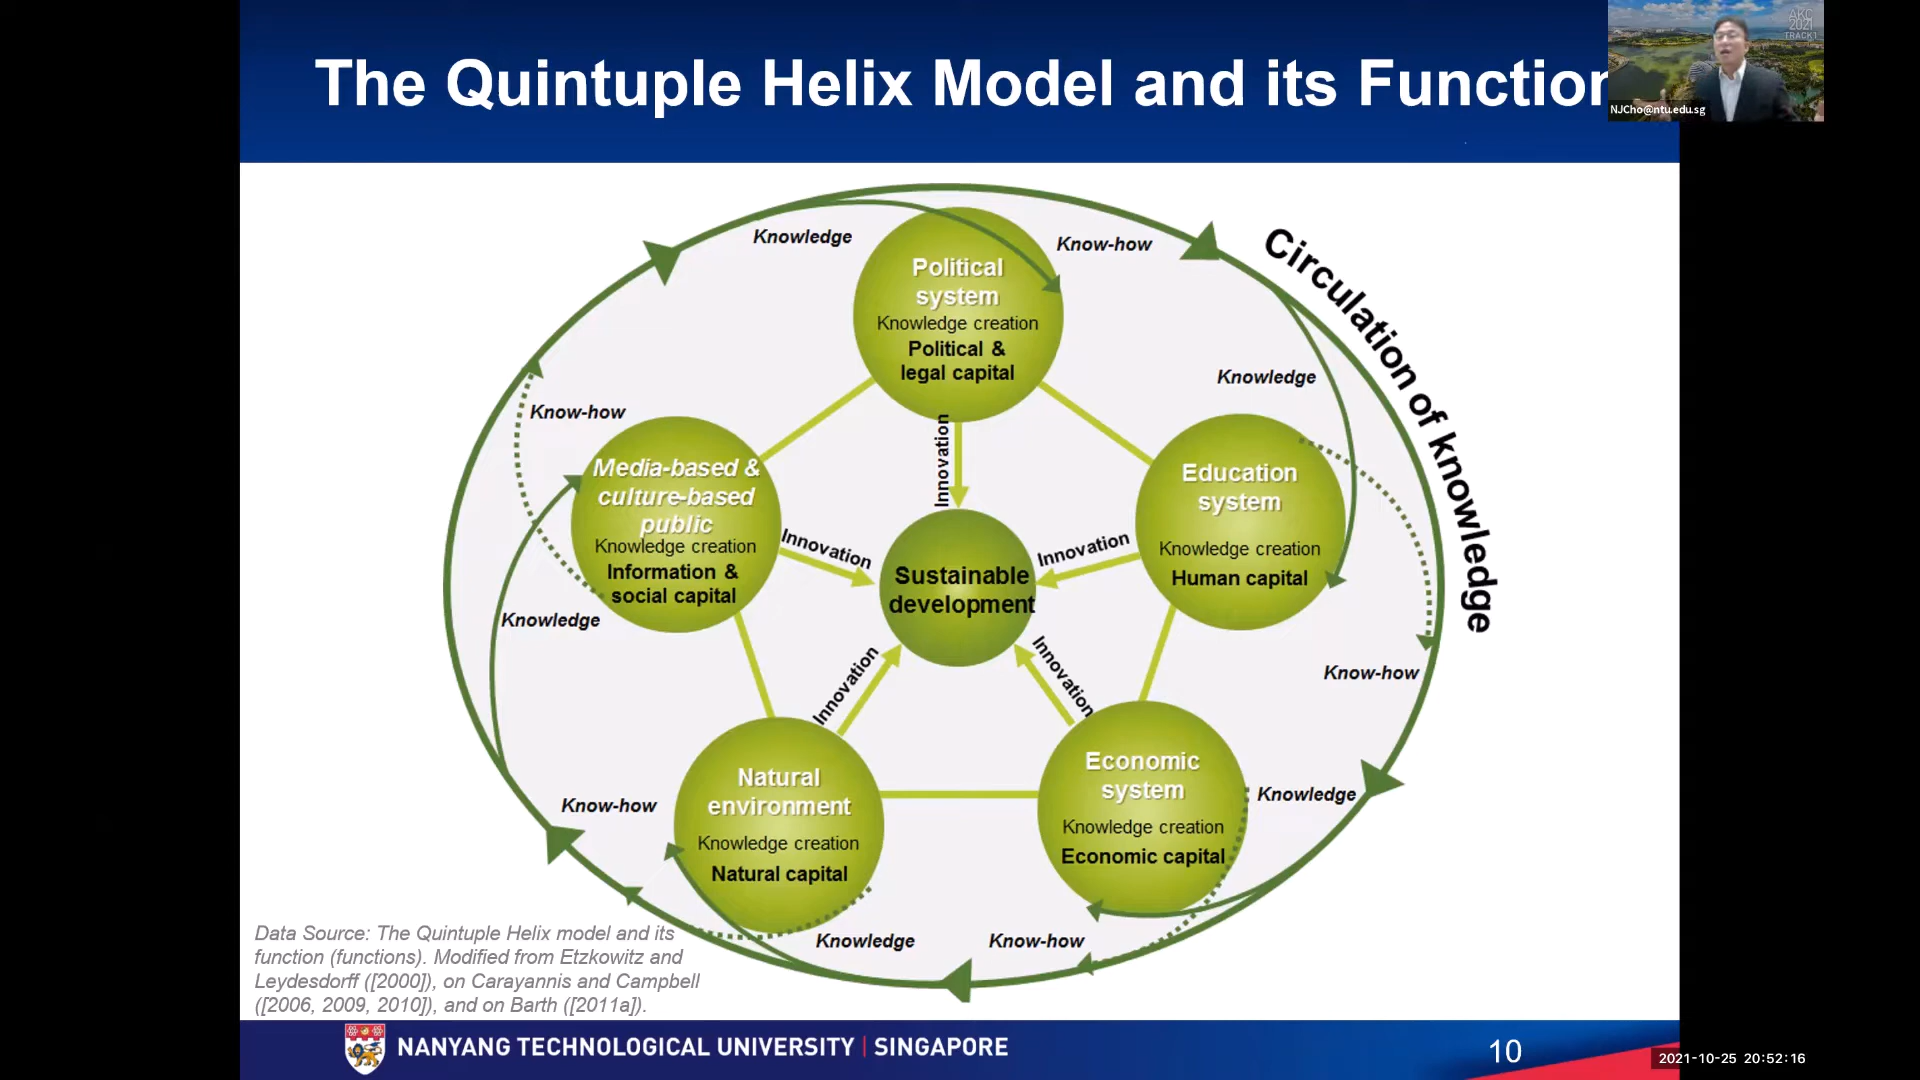 The Quintuple Helix Model and its Function
AKC
2021
TRACK1
NJCho@ntu.edu.sg
Knowledge
Know-how
Political
system
Knowledge creation
Political &
legal capital
Circulation of knowledge
Knowledge
Know-how
Innovation
Media-based &
culture-based
public
Knowledge creation
Information &
social capital
Education
system
Knowledge creation
Human capital
Innovation
Innovation
Sustainable
development
Knowledge
Innovation
Innovation
Know-how
Natural
environment
Knowledge creation
Natural capital
Economic
system
Knowledge creation
Economic capital
Knowledge
Know-how
Knowledge
Know-how
Data Source: The Quintuple Helix model and its
function (functions). Modified from Etzkowitz and
Leydesdorff ([2000]), on Carayannis and Campbell
([2006, 2009, 2010]), and on Barth ([2011a]).
NANYANG TECHNOLOGICAL UNIVERSITY | SINGAPORE
10
2021-10-25 20:52:16